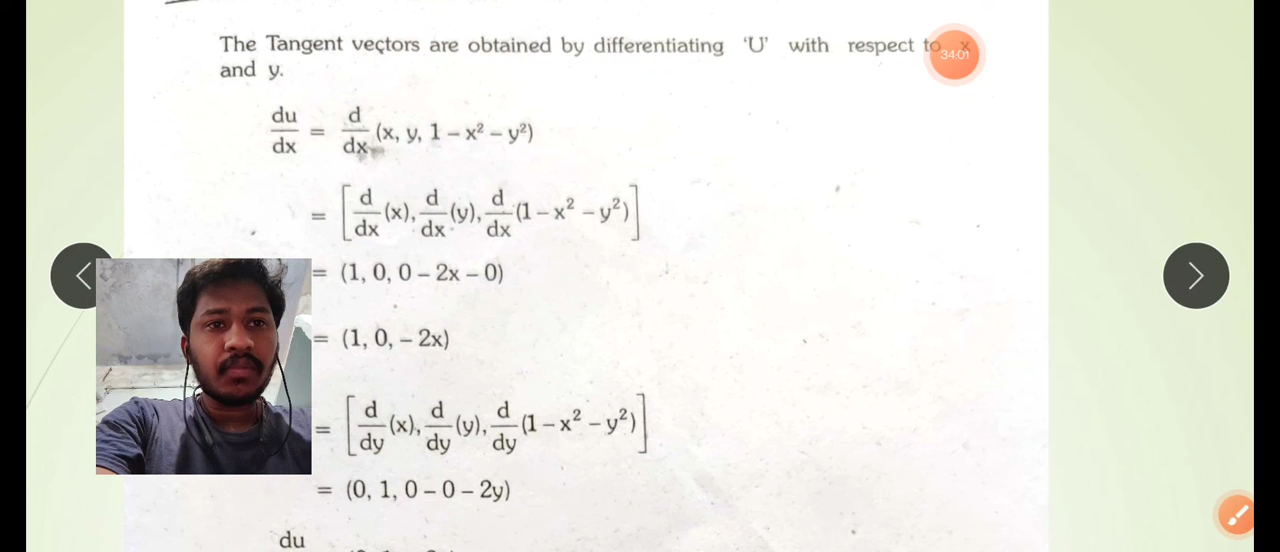 The Tangent vectors are obtained by differentiating 'U' with respect to x
34:01
and y.
du/dx = d/dx (x, y, 1 – x² – y²)
= [d/dx (x), d/dx (y), d/dx (1 – x² – y²)]
= (1, 0, 0 – 2x – 0)
= (1, 0, – 2x)
= [d/dy (x), d/dy (y), d/dy (1 – x² – y²)]
= (0, 1, 0 – 0 – 2y)
du